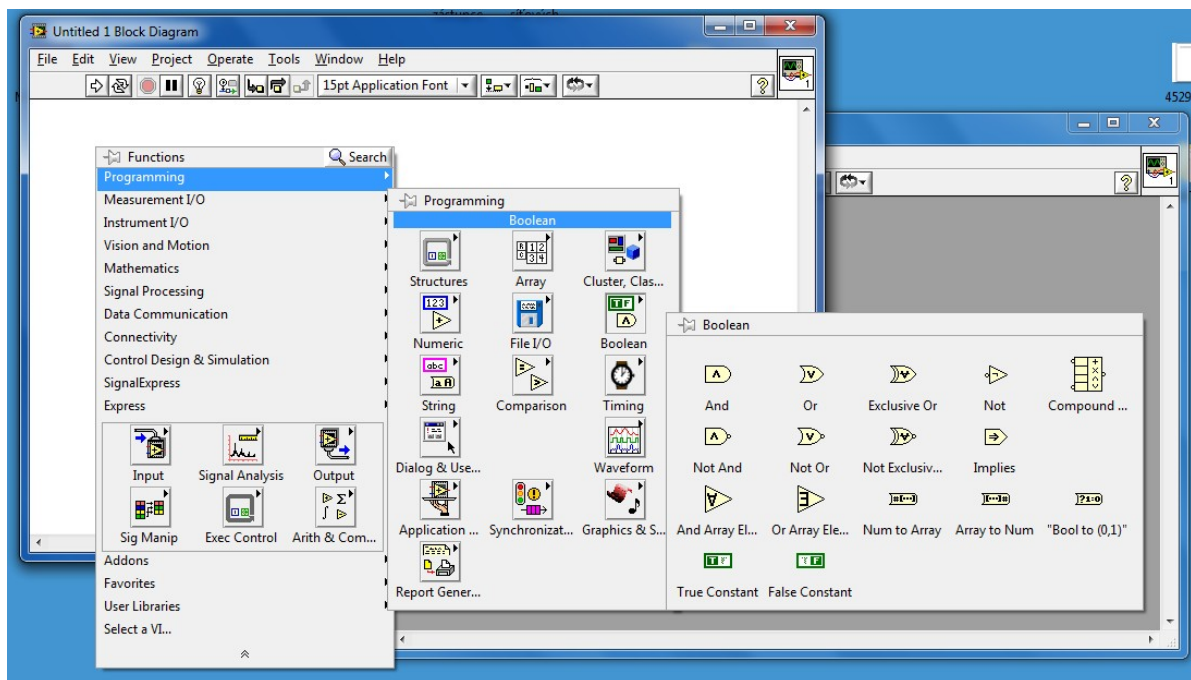 zástupce síťových
Untitled 1 Block Diagram
File Edit View Project Operate Tools Window Help
15pt Application Font
4529
Functions Search
Programming
Measurement I/O
Instrument I/O
Vision and Motion
Mathematics
Signal Processing
Data Communication
Connectivity
Control Design & Simulation
SignalExpress
Express
Input Signal Analysis Output
Sig Manip Exec Control Arith & Com...
Addons
Favorites
User Libraries
Select a VI...
Programming
Boolean
Structures Array Cluster, Clas...
Numeric File I/O Boolean
String Comparison Timing
Dialog & Use... Waveform
Application ... Synchronizat... Graphics & S...
Report Gener...
Boolean
And Or Exclusive Or Not Compound ...
Not And Not Or Not Exclusiv... Implies
And Array El... Or Array Ele... Num to Array Array to Num "Bool to (0,1)"
True Constant False Constant